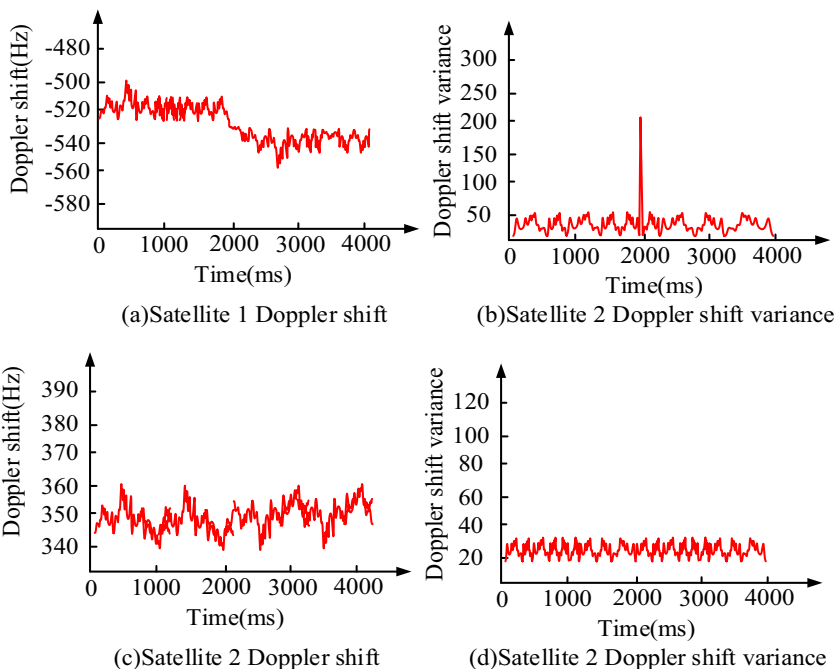 Doppler shift(Hz)
-480
-500
-520
-540
-560
-580
0 1000 2000 3000 4000
Time(ms)
(a)Satellite 1 Doppler shift
Doppler shift variance
300
250
200
150
100
50
0 1000 2000 3000 4000
Time(ms)
(b)Satellite 2 Doppler shift variance
Doppler shift(Hz)
390
380
370
360
350
340
0 1000 2000 3000 4000
Time(ms)
(c)Satellite 2 Doppler shift
Doppler shift variance
120
100
80
60
40
20
0 1000 2000 3000 4000
Time(ms)
(d)Satellite 2 Doppler shift variance